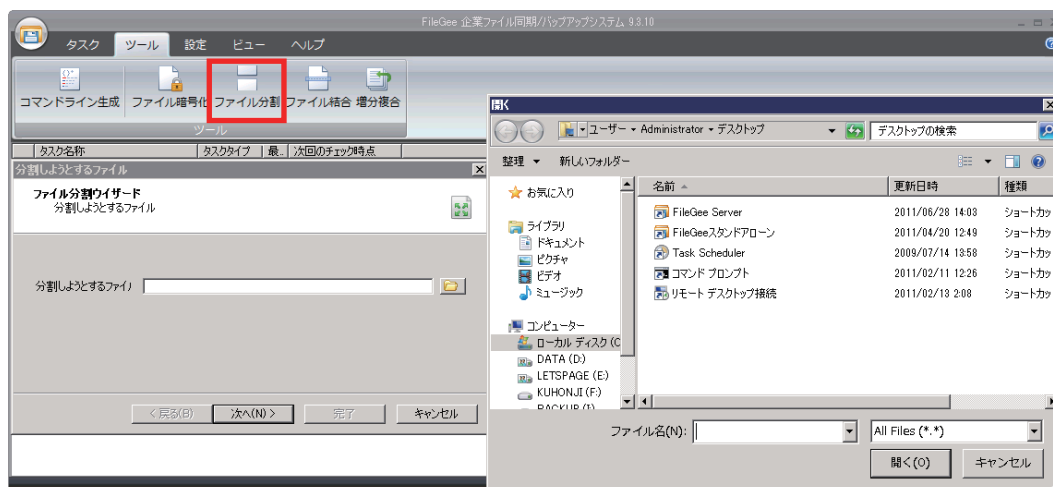 FileGee 企業ファイル同期/バップアップシステム 9.3.10
タスク ツール 設定 ビュー ヘルプ
コマンドライン生成 ファイル暗号化 ファイル分割 ファイル結合 増分複合
ツール
タスク名称 タスクタイプ 最.. 次回のチェック時点
分割しようとするファイル
ファイル分割ウイザード
分割しようとするファイル
分割しようとするファイル
< 戻る(B) 次へ(N) > 完了 キャンセル
開く
ユーザー Administrator デスクトップ デスクトップの検索
整理 新しいフォルダー
お気に入り
ライブラリ
ドキュメント
ピクチャ
ビデオ
ミュージック
コンピューター
ローカル ディスク (C
DATA (D:)
LETSPAGE (E:)
KUHONJI (F:)
BACKUP (I)
名前 更新日時 種類
FileGee Server 2011/06/28 14:03 ショートカッ
FileGeeスタンドアローン 2011/04/20 12:49 ショートカッ
Task Scheduler 2009/07/14 13:58 ショートカッ
コマンド プロンプト 2011/02/11 12:26 ショートカッ
リモート デスクトップ接続 2011/02/13 2:08 ショートカッ
ファイル名(N): All Files (*.*)
開く(O) キャンセル